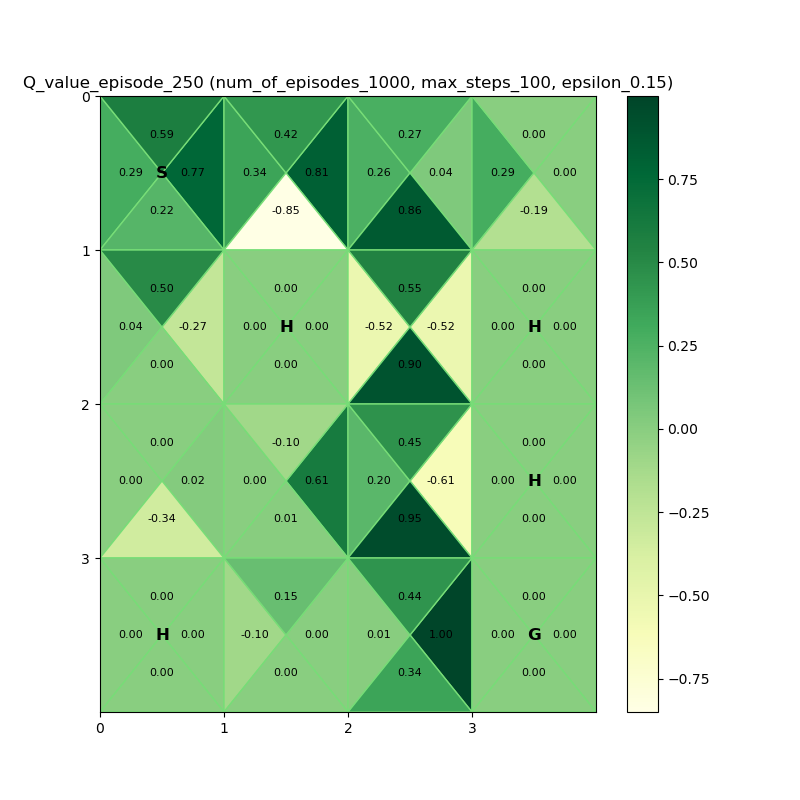 Q_value_episode_250 (num_of_episodes_1000, max_steps_100, epsilon_0.15)
0
0.59 0.42 0.27 0.00
0.29 S 0.77 0.34 0.81 0.26 0.04 0.29 0.00
0.22 -0.85 0.86 -0.19
1
0.50 0.00 0.55 0.00
0.04 -0.27 0.00 H 0.00 -0.52 -0.52 0.00 H 0.00
0.00 0.00 0.90 0.00
2
0.00 -0.10 0.45 0.00
0.00 0.02 0.00 0.61 0.20 -0.61 0.00 H 0.00
-0.34 0.01 0.95 0.00
3
0.00 0.15 0.44 0.00
0.00 H 0.00 -0.10 0.00 0.01 1.00 0.00 G 0.00
0.00 0.00 0.34 0.00
0 1 2 3
0.75
0.50
0.25
0.00
−0.25
−0.50
−0.75